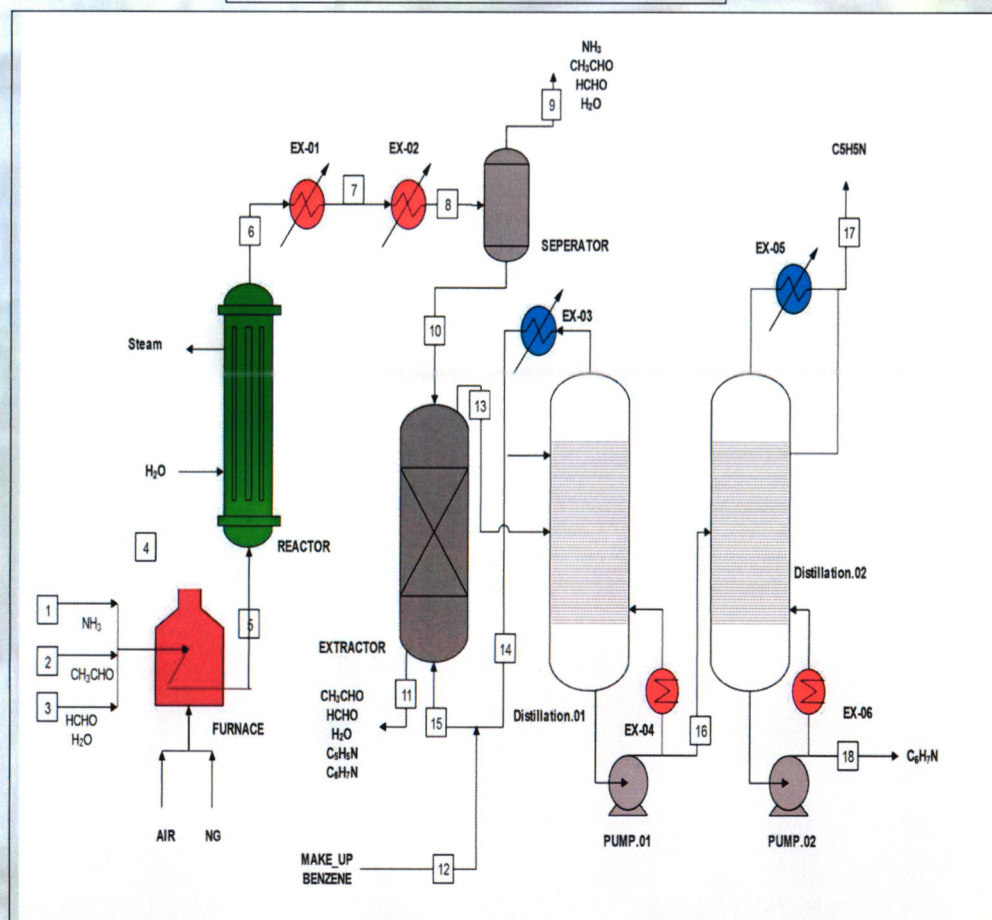 NH₃
CH₃CHO
HCHO
H₂O
9
EX-01
EX-02
7
8
6
SEPERATOR
C5H5N
17
EX-05
10
EX-03
Steam
13
H₂O
4
REACTOR
1
NH₃
2
CH₃CHO
3
HCHO
H₂O
5
FURNACE
AIR
NG
EXTRACTOR
14
11
15
CH₃CHO
HCHO
H₂O
C₅H₅N
C₆H₇N
Distillation.01
Distillation.02
EX-04
16
EX-06
18
C₆H₇N
PUMP.01
PUMP.02
MAKE_UP
BENZENE
12